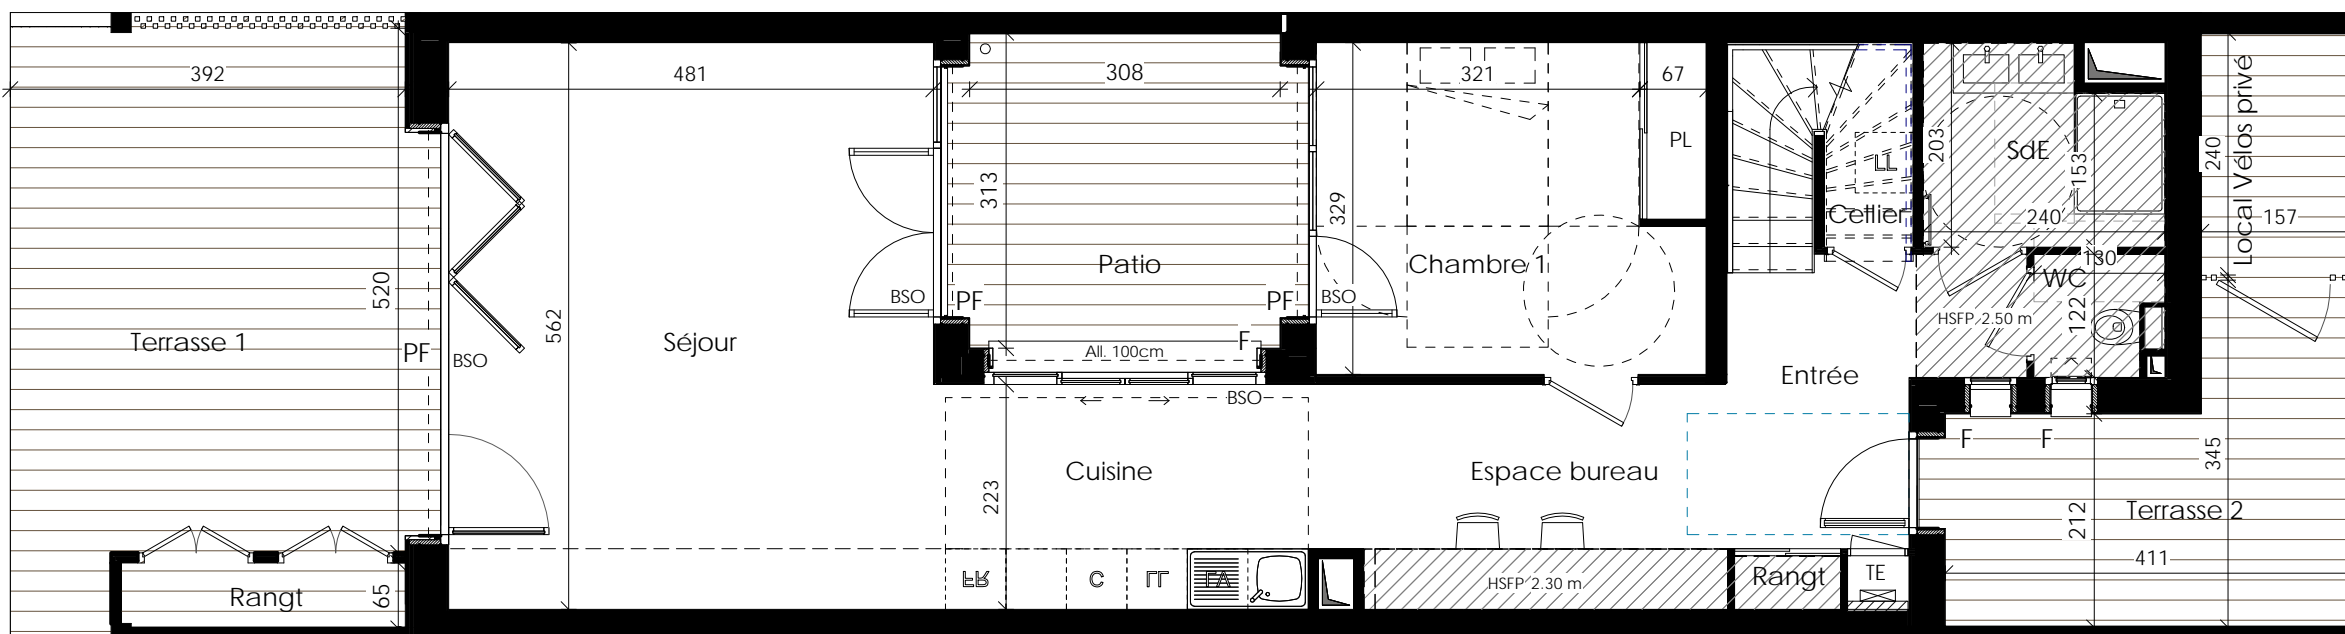 392
481
308
321
67
PL
LL
203
SdE
153
240
240
Local Vélos privé
157
313
329
Cellier
130
WC
122
HSFP 2.50 m
Patio
Chambre 1
BSO
PF
PF
BSO
520
562
Terrasse 1
PF
BSO
Séjour
All. 100cm
F
BSO
Entrée
F
F
345
Cuisine
Espace bureau
223
212
Terrasse 2
411
Rangt
65
FR
C
LL
LA
HSFP 2.30 m
Rangt
TE